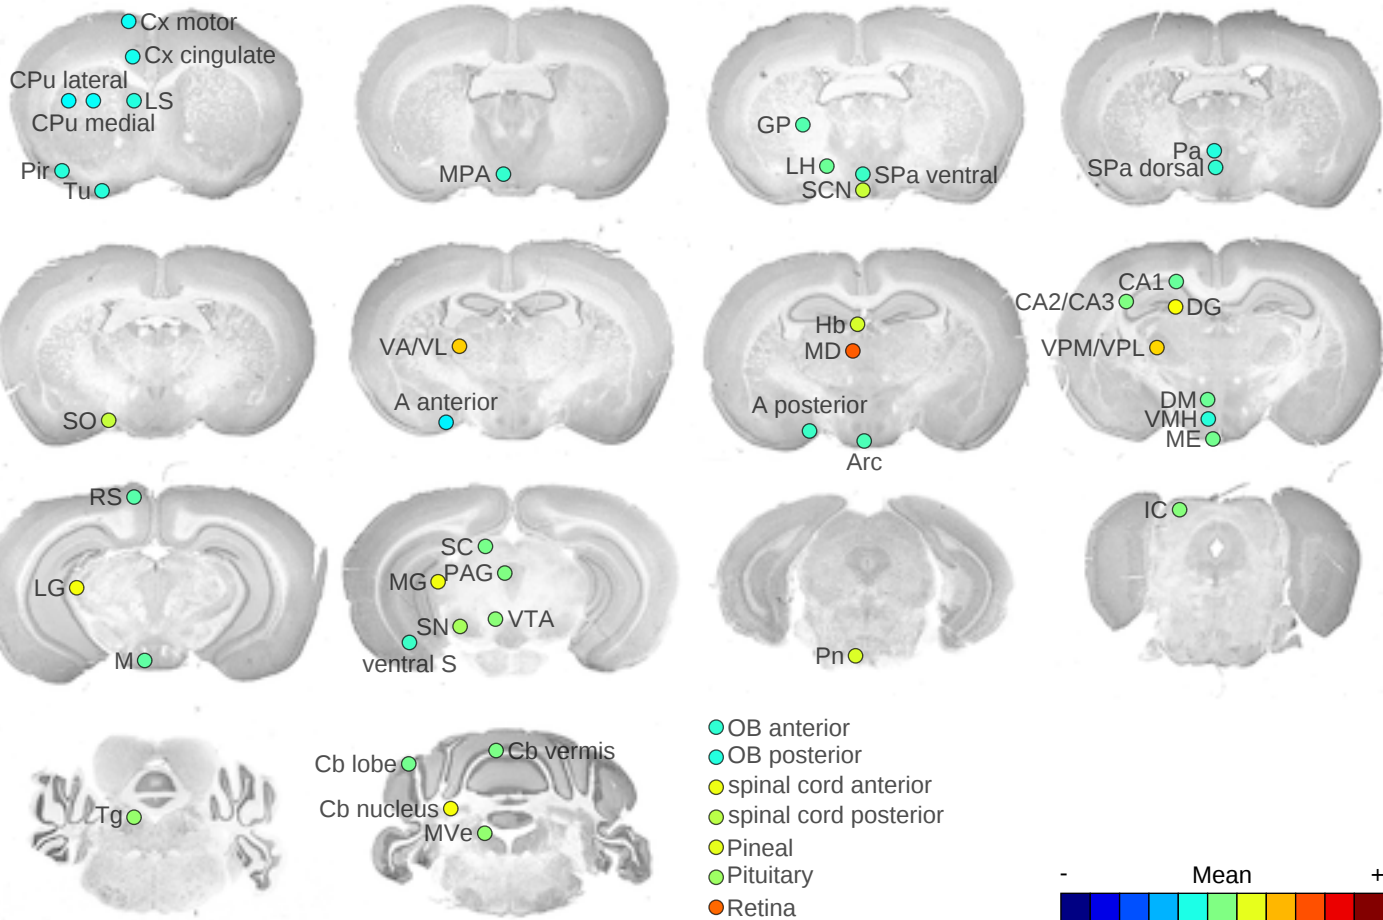 Cx motor
Cx cingulate
CPu lateral
LS
CPu medial
Pir
Tu
MPA
GP
LH
SPa ventral
SCN
Pa
SPa dorsal
SO
VA/VL
A anterior
Hb
MD
A posterior
Arc
CA1
CA2/CA3
DG
VPM/VPL
DM
VMH
ME
RS
LG
M
SC
MG
PAG
SN
VTA
ventral S
Pn
IC
Tg
Cb lobe
Cb vermis
Cb nucleus
MVe
OB anterior
OB posterior
spinal cord anterior
spinal cord posterior
Pineal
Pituitary
Retina
- Mean +